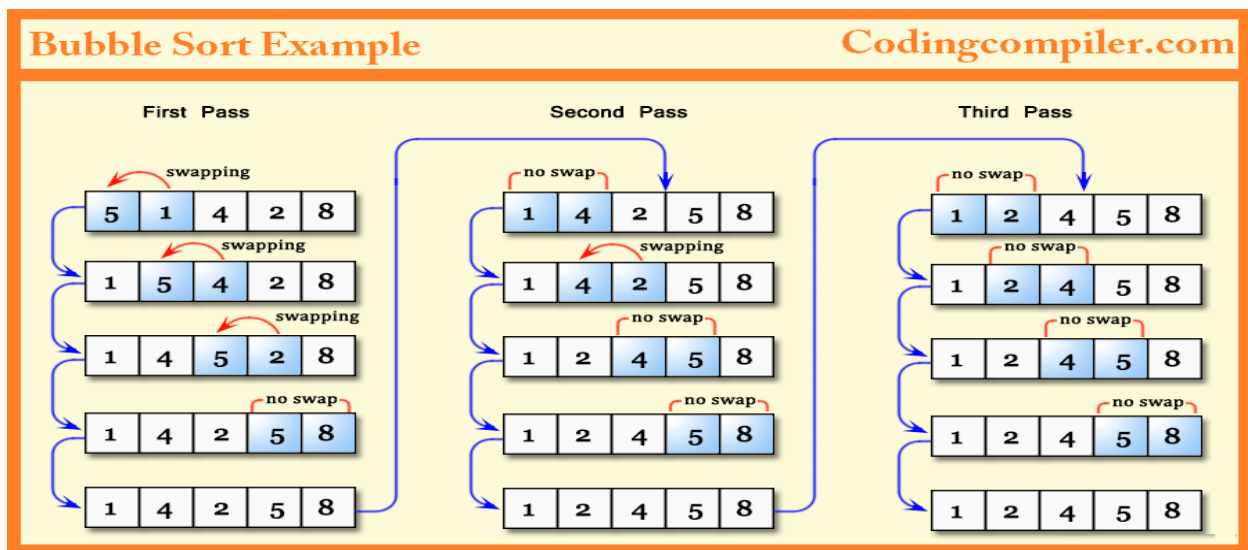 Bubble Sort Example
Codingcompiler.com
First Pass
swapping
5 1 4 2 8
swapping
1 5 4 2 8
swapping
1 4 5 2 8
no swap
1 4 2 5 8
1 4 2 5 8
Second Pass
no swap
1 4 2 5 8
swapping
1 4 2 5 8
no swap
1 2 4 5 8
no swap
1 2 4 5 8
1 2 4 5 8
Third Pass
no swap
1 2 4 5 8
no swap
1 2 4 5 8
no swap
1 2 4 5 8
no swap
1 2 4 5 8
1 2 4 5 8